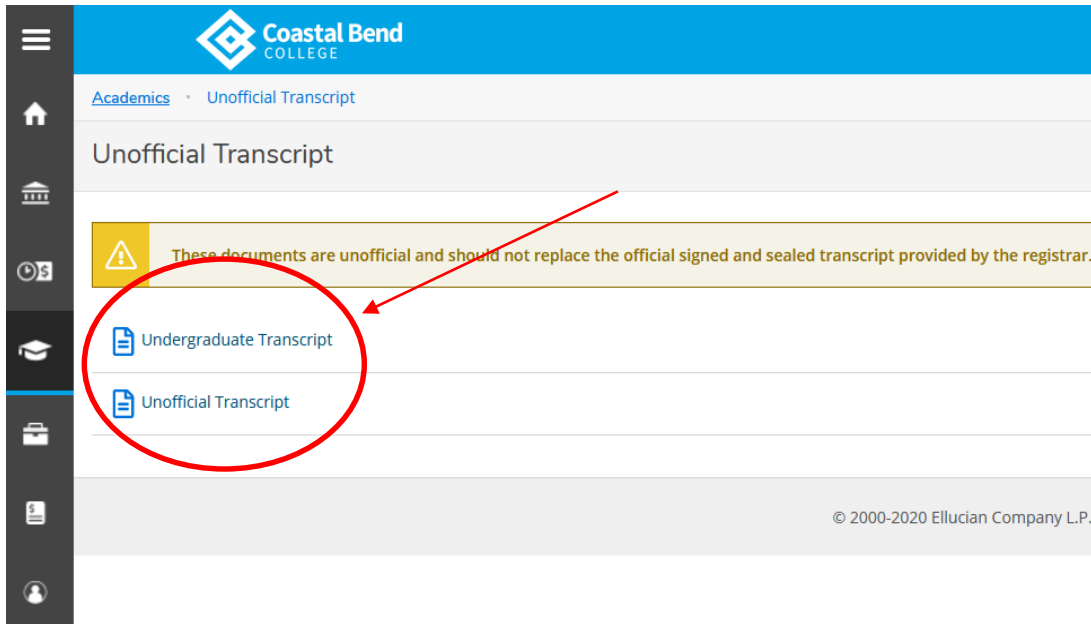 Coastal Bend
COLLEGE
Academics · Unofficial Transcript
Unofficial Transcript
These documents are unofficial and should not replace the official signed and sealed transcript provided by the registrar.
Undergraduate Transcript
Unofficial Transcript
© 2000-2020 Ellucian Company L.P.